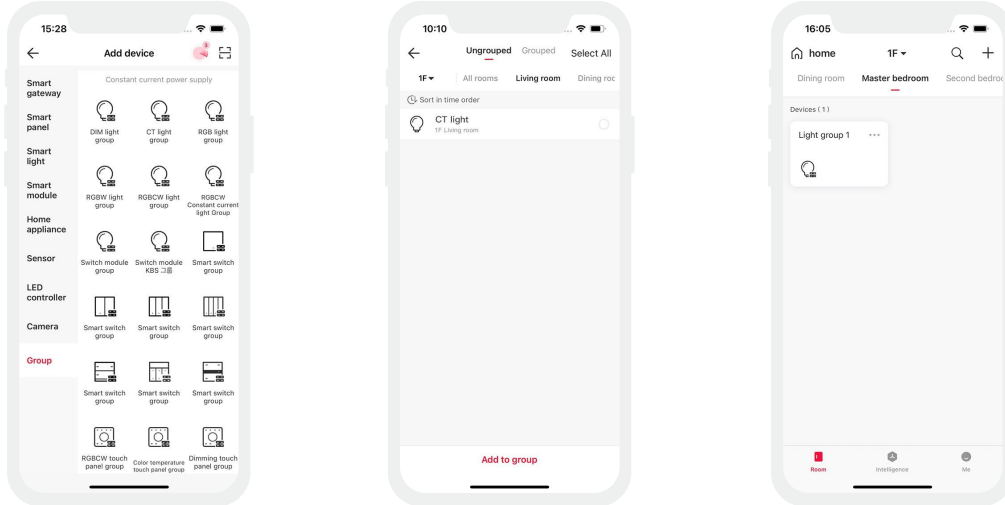 15:28
Add device
3
Smart
gateway
Smart
panel
Smart
light
Smart
module
Home
appliance
Sensor
LED
controller
Camera
Group
Constant current power
supply
DIM light
group
CT light
group
RGB light
group
RGBW light
group
RGBCW light
group
RGBCW
Constant current
light Group
Switch module
group
Switch module
KBS 그룹
Smart switch
group
Smart switch
group
Smart switch
group
Smart switch
group
Smart switch
group
Smart switch
group
Smart switch
group
RGBCW touch
panel group
Color temperature
touch panel group
Dimming touch
panel group
10:10
Ungrouped Grouped Select All
1F All rooms Living room Dining roo
Sort in time order
CT light
1F Living room
Add to group
16:05
home 1F
Dining room Master bedroom Second bedroo
Devices ( 1 )
Light group 1
Room Intelligence Me